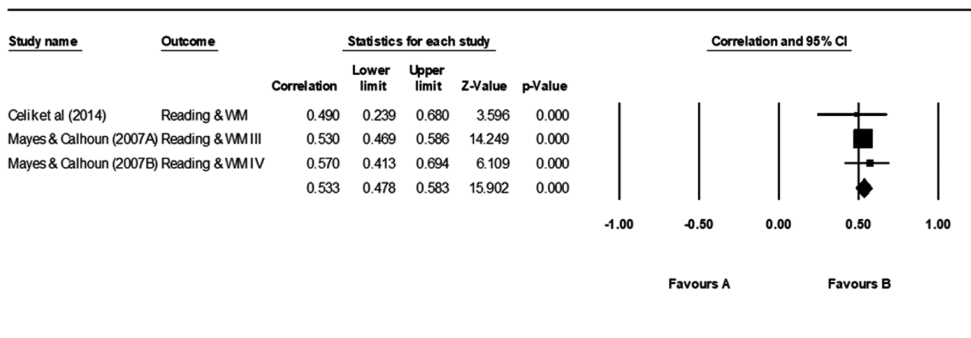 Study name Outcome Statistics for each study Correlation and 95% CI
Lower Upper
Correlation limit limit Z-Value p-Value
Celik et al (2014) Reading & WM 0.490 0.239 0.680 3.596 0.000
Mayes & Calhoun (2007A) Reading & WM III 0.530 0.469 0.586 14.249 0.000
Mayes & Calhoun (2007B) Reading & WM IV 0.570 0.413 0.694 6.109 0.000
0.533 0.478 0.583 15.902 0.000
-1.00 -0.50 0.00 0.50 1.00
Favours A Favours B